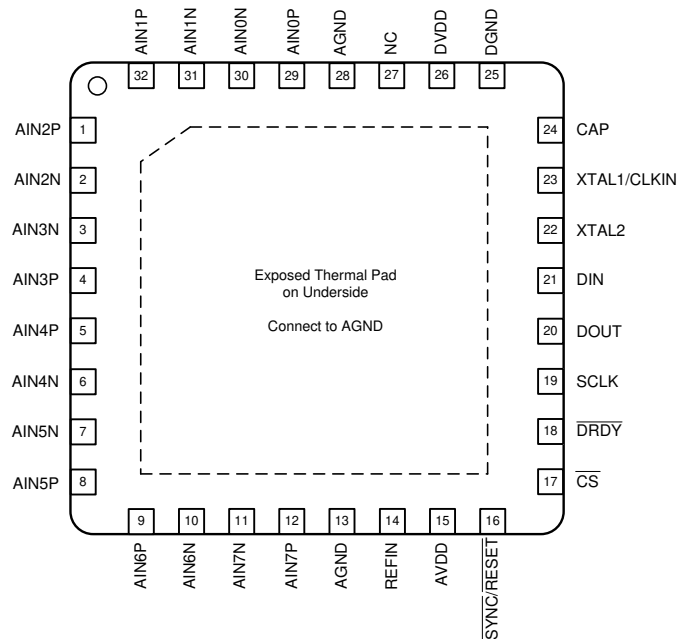 AIN1P
AIN1N
AIN0N
AIN0P
AGND
NC
DVDD
DGND
32
31
30
29
28
27
26
25
AIN2P 1
AIN2N 2
AIN3N 3
AIN3P 4
AIN4P 5
AIN4N 6
AIN5N 7
AIN5P 8
Exposed Thermal Pad
on Underside
Connect to AGND
24 CAP
23 XTAL1/CLKIN
22 XTAL2
21 DIN
20 DOUT
19 SCLK
18 DRDY
17 CS
9
10
11
12
13
14
15
16
AIN6P
AIN6N
AIN7N
AIN7P
AGND
REFIN
AVDD
SYNC/RESET